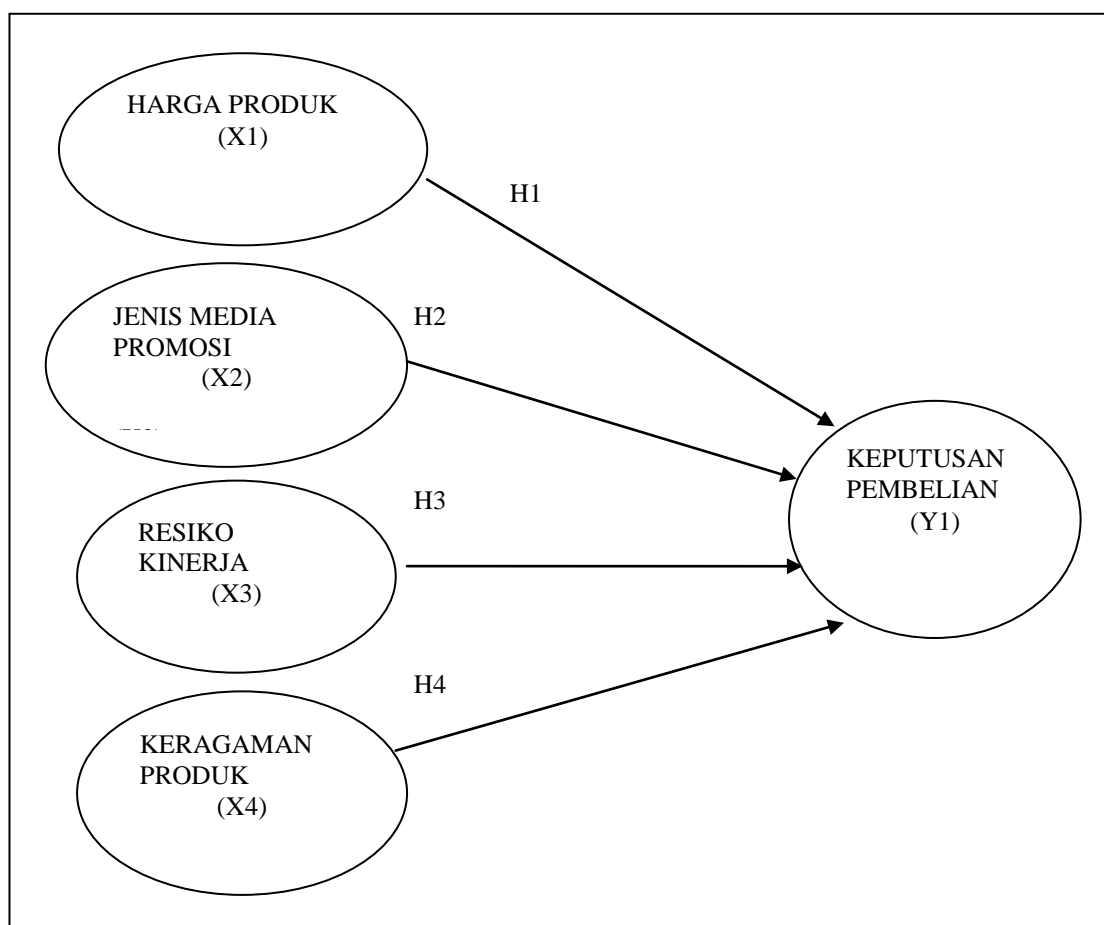 HARGA PRODUK
(X1)
H1
JENIS MEDIA
PROMOSI
(X2)
H2
RESIKO
KINERJA
(X3)
H3
KERAGAMAN
PRODUK
(X4)
H4
KEPUTUSAN
PEMBELIAN
(Y1)